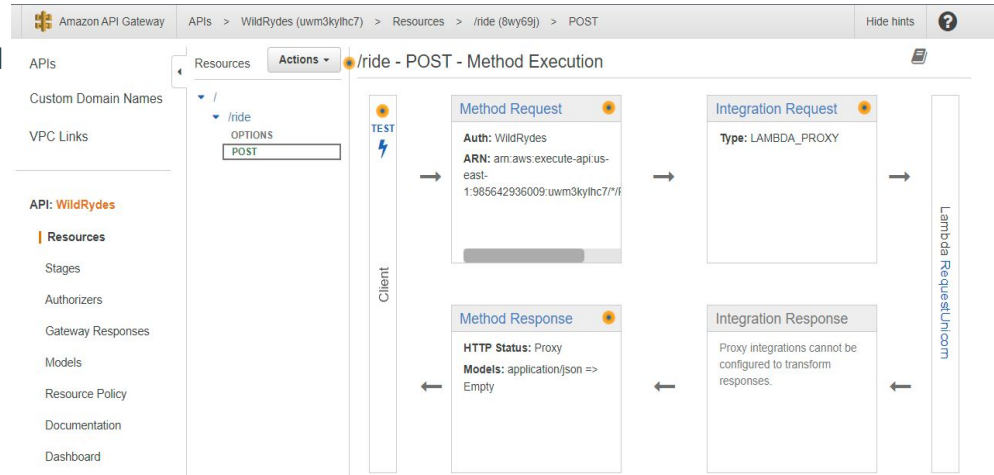 Amazon API Gateway
APIs > WildRydes (uwm3kylhc7) > Resources > /ride (8wy69j) > POST
Hide hints
?
APIs
Custom Domain Names
VPC Links
API: WildRydes
Resources
Stages
Authorizers
Gateway Responses
Models
Resource Policy
Documentation
Dashboard
Resources
Actions
/
/ride
OPTIONS
POST
/ride - POST - Method Execution
TEST
Client
Method Request
Auth: WildRydes
ARN: arn:aws:execute-api:us-
east-
1:985642936009:uwm3kylhc7/*/
Integration Request
Type: LAMBDA_PROXY
Lambda RequestUnicorn
Method Response
HTTP Status: Proxy
Models: application/json =>
Empty
Integration Response
Proxy integrations cannot be
configured to transform
responses.